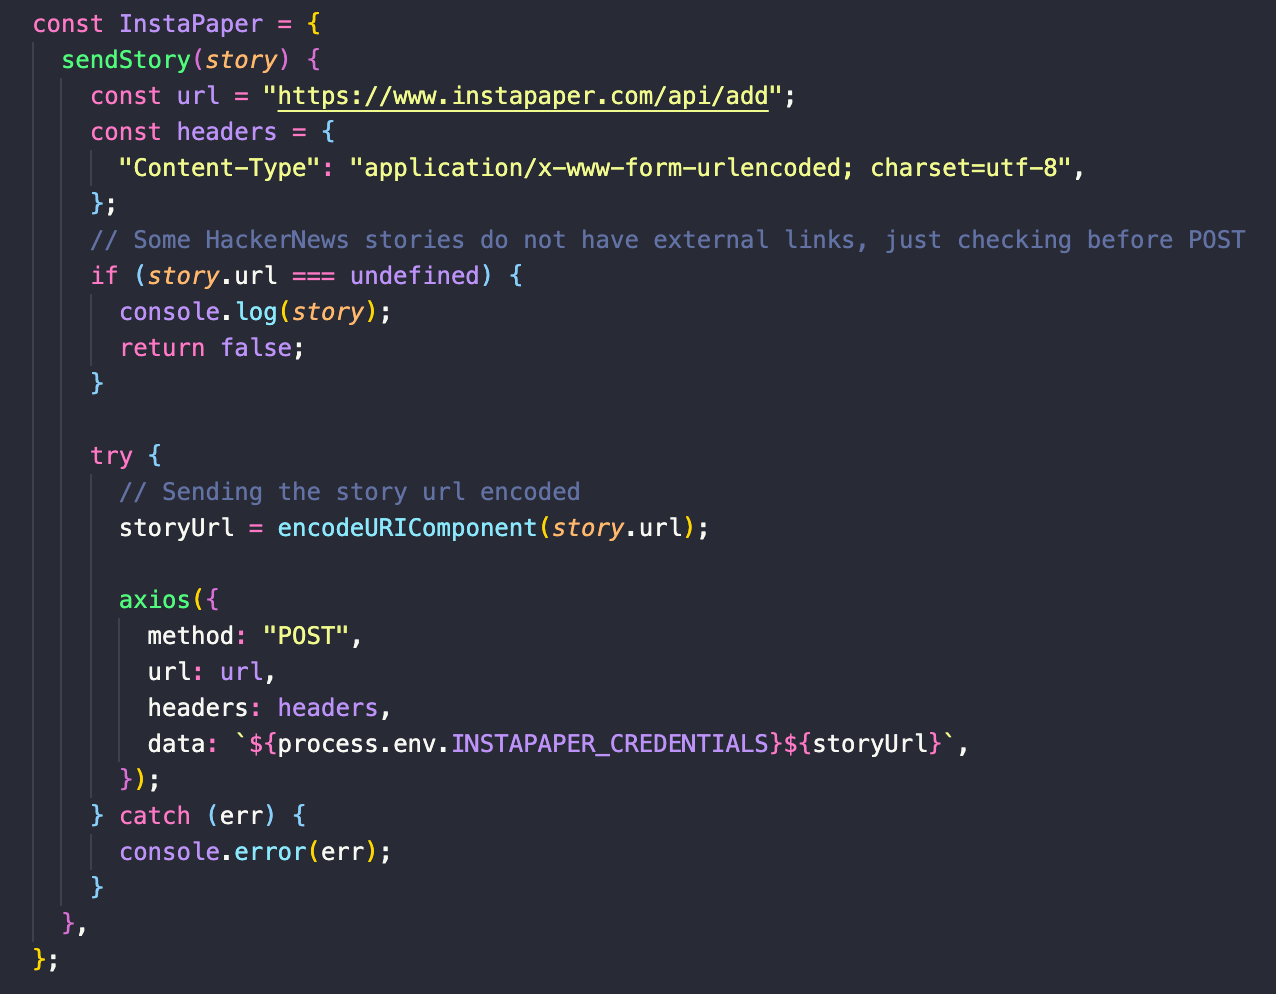 const InstaPaper = {
sendStory(story) {
const url = "https://www.instapaper.com/api/add";
const headers = {
"Content-Type": "application/x-www-form-urlencoded; charset=utf-8",
};
// Some HackerNews stories do not have external links, just checking before POST
if (story.url === undefined) {
console.log(story);
return false;
}
try {
// Sending the story url encoded
storyUrl = encodeURIComponent(story.url);
axios({
method: "POST",
url: url,
headers: headers,
data: `${process.env.INSTAPAPER_CREDENTIALS}${storyUrl}`,
});
} catch (err) {
console.error(err);
}
},
};